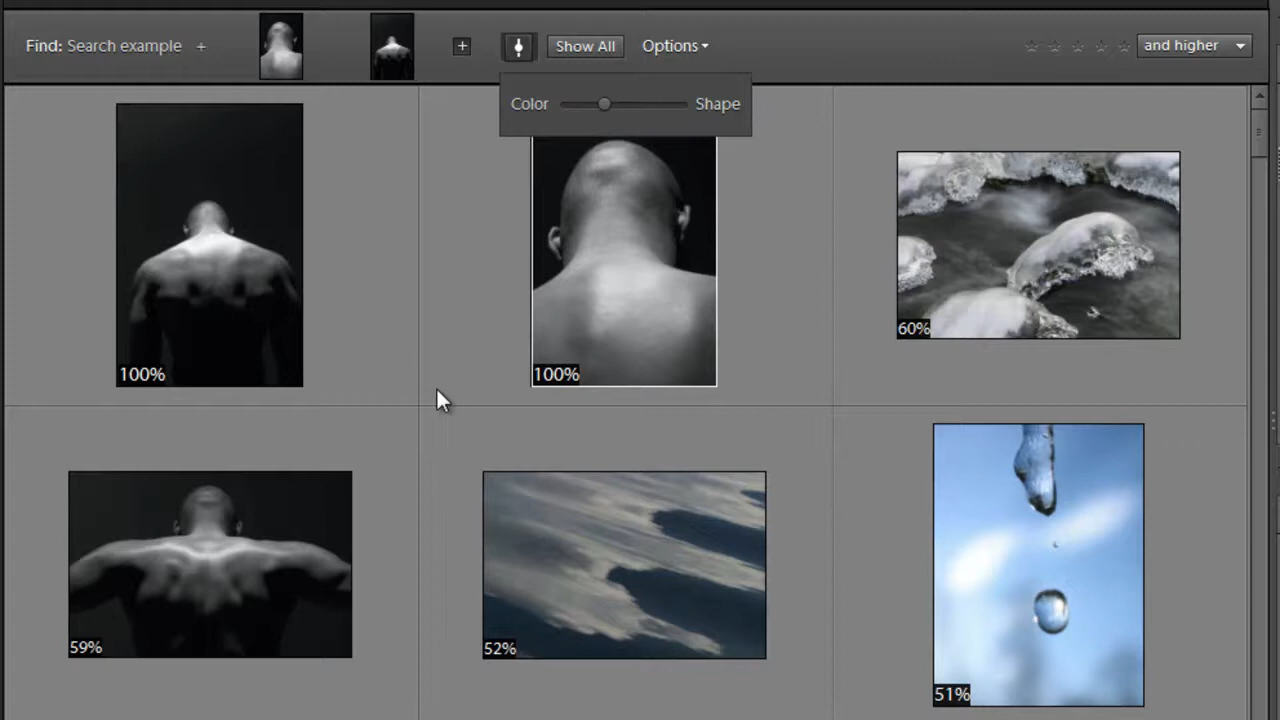 Find: Search example +
Show All
Options
and higher
Color
Shape
100%
100%
60%
59%
52%
51%